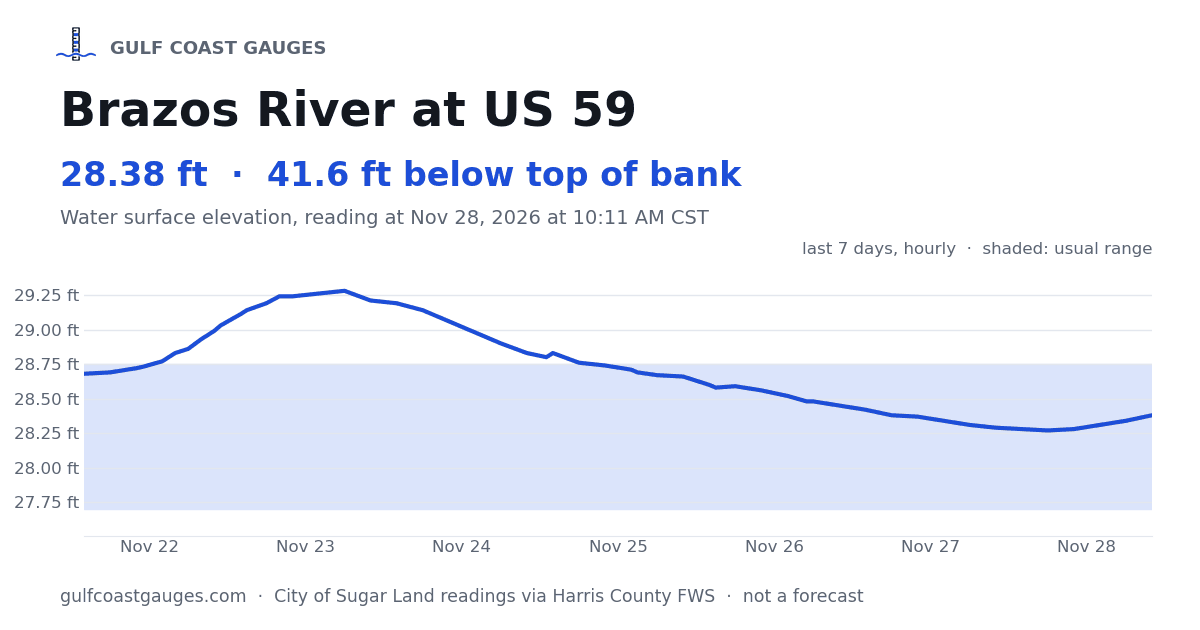 GULF COAST GAUGES
Brazos River at US 59
28.38 ft · 41.6 ft below top of bank
Water surface elevation, reading at Nov 28, 2026 at 10:11 AM CST
last 7 days, hourly · shaded: usual range
29.25 ft
29.00 ft
28.75 ft
28.50 ft
28.25 ft
28.00 ft
27.75 ft
Nov 22 Nov 23 Nov 24 Nov 25 Nov 26 Nov 27 Nov 28
gulfcoastgauges.com · City of Sugar Land readings via Harris County FWS · not a forecast